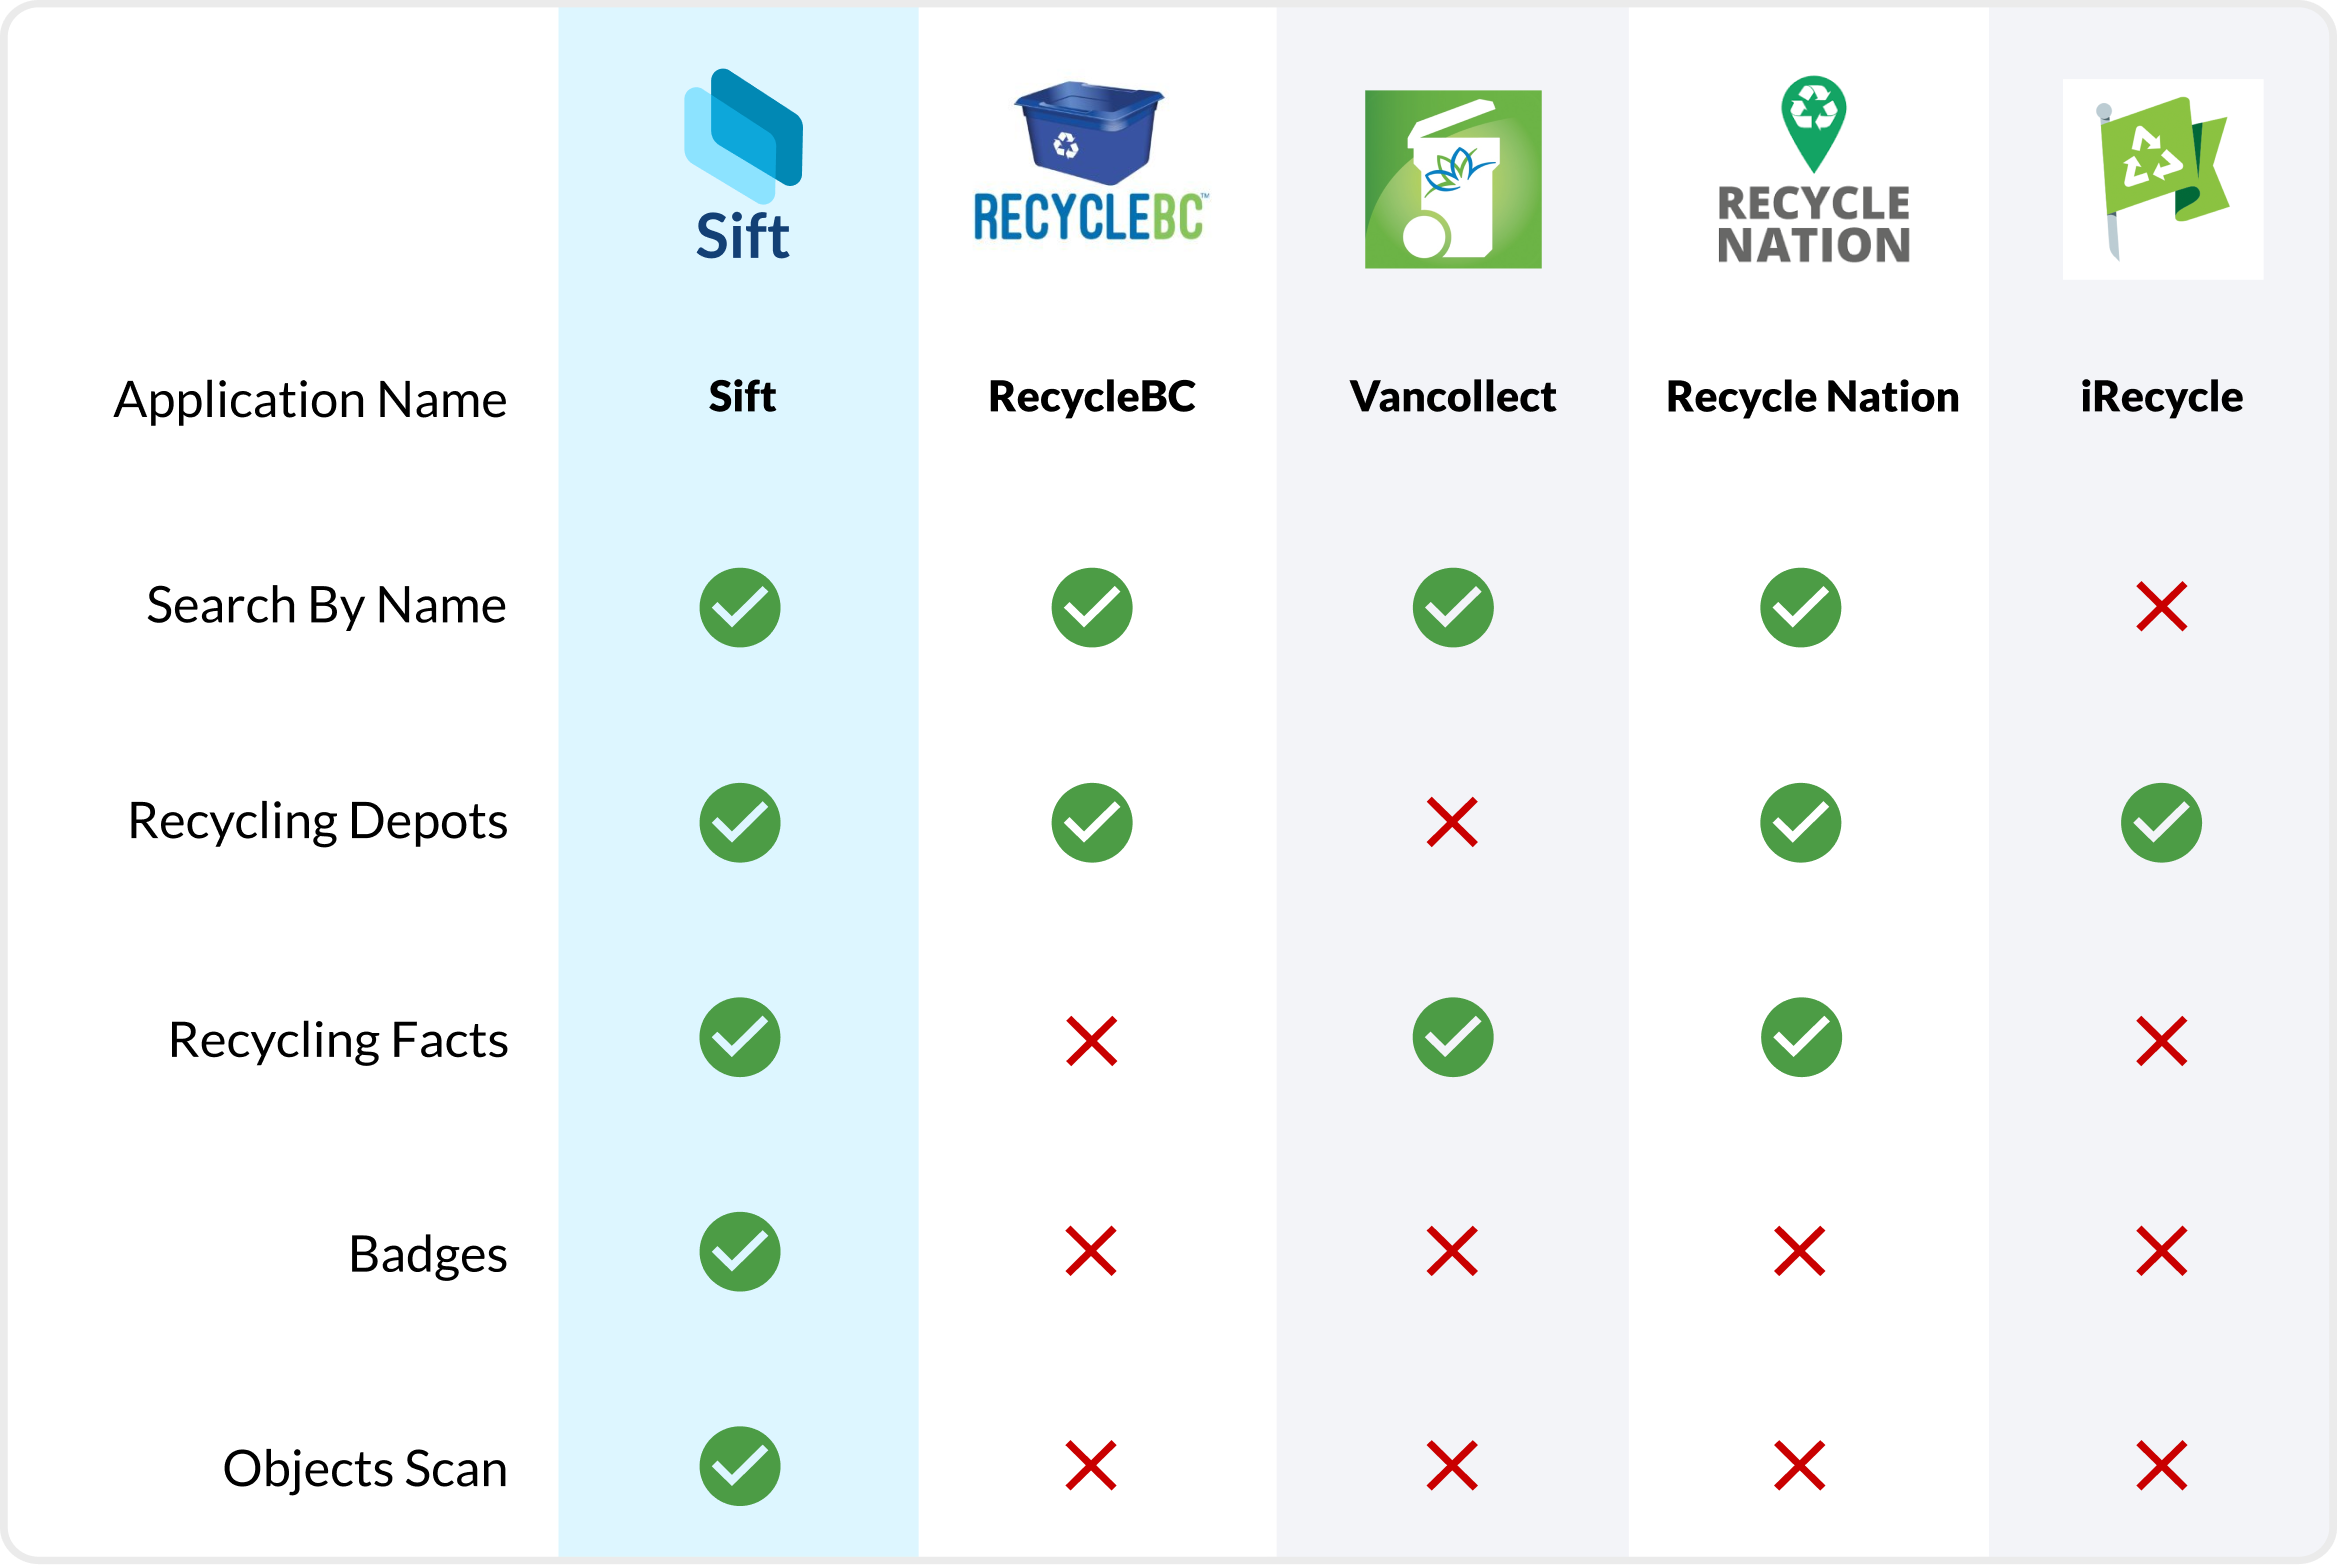 Sift
RECYCLEBC™
RECYCLE
NATION
Application Name
Sift
RecycleBC
Vancollect
Recycle Nation
iRecycle
Search By Name
Recycling Depots
Recycling Facts
Badges
Objects Scan